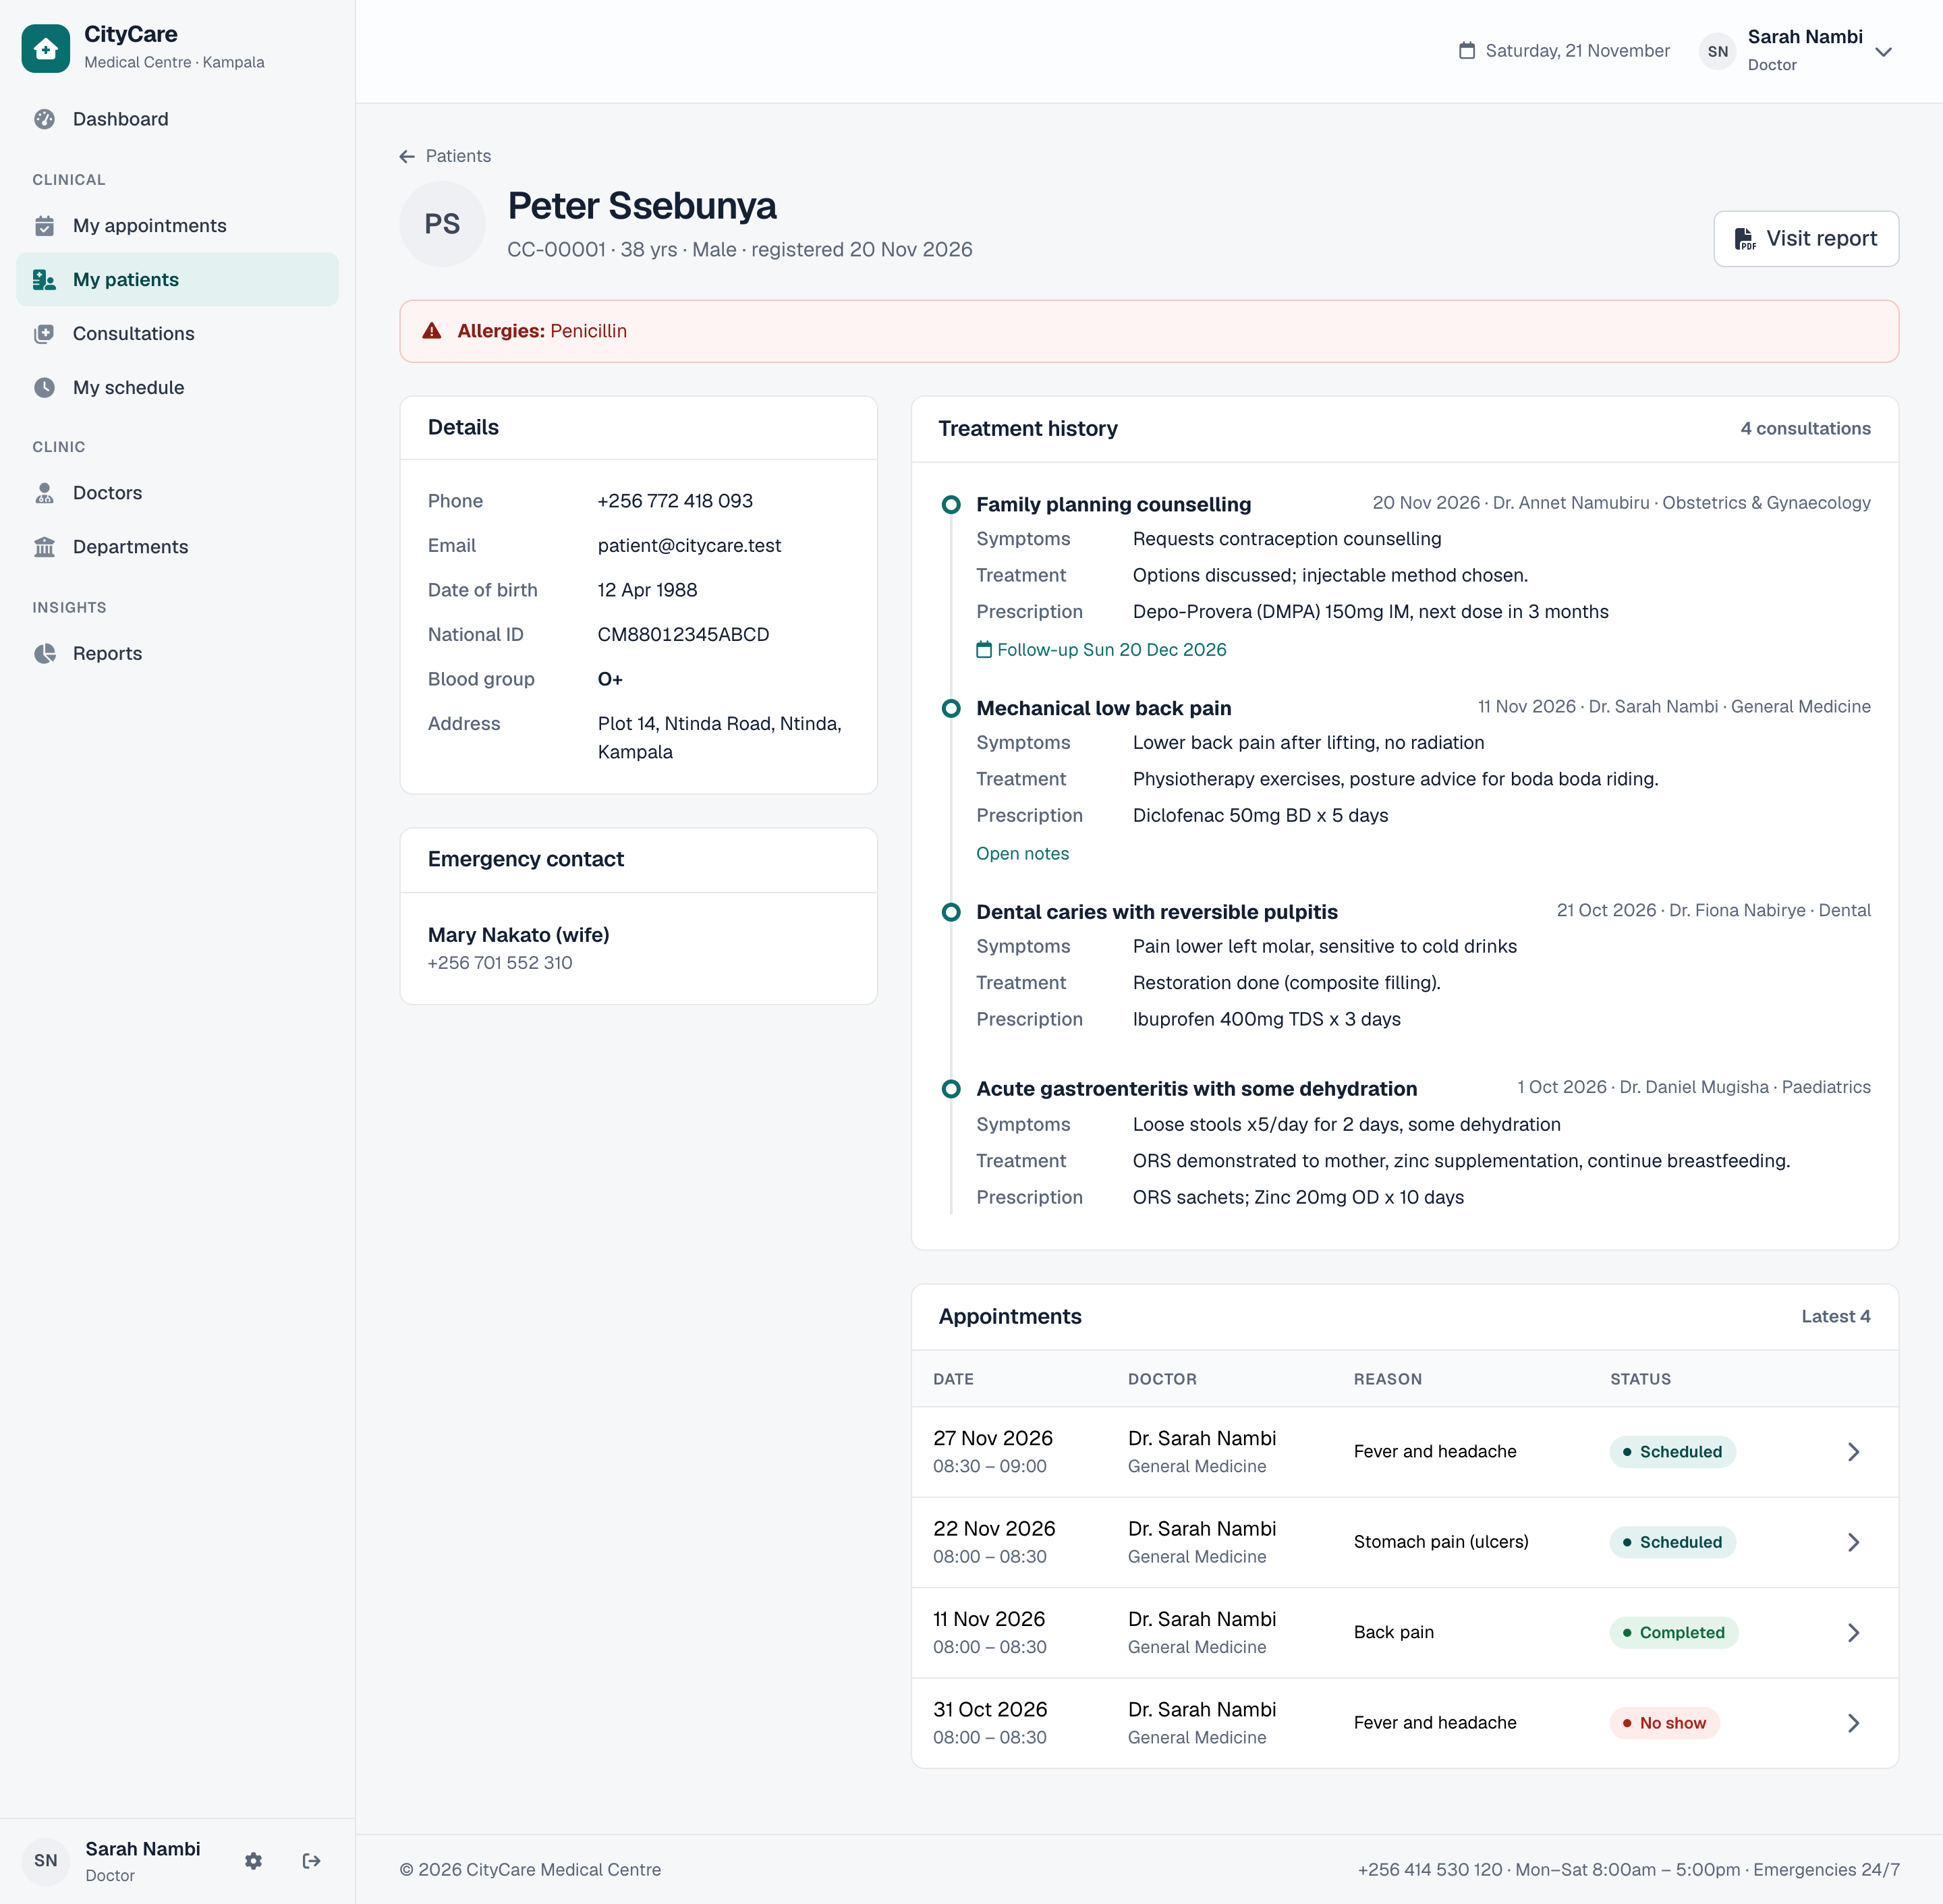 CityCare
Medical Centre · Kampala
Dashboard
CLINICAL
My appointments
My patients
Consultations
My schedule
CLINIC
Doctors
Departments
INSIGHTS
Reports
SN
Sarah Nambi
Doctor
Saturday, 21 November
SN
Sarah Nambi
Doctor
Patients
PS
Peter Ssebunya
CC-00001 · 38 yrs · Male · registered 20 Nov 2026
PDF
Visit report
Allergies: Penicillin
Details
Phone +256 772 418 093
Email patient@citycare.test
Date of birth 12 Apr 1988
National ID CM88012345ABCD
Blood group O+
Address Plot 14, Ntinda Road, Ntinda,
Kampala
Emergency contact
Mary Nakato (wife)
+256 701 552 310
Treatment history 4 consultations
Family planning counselling 20 Nov 2026 · Dr. Annet Namubiru · Obstetrics & Gynaecology
Symptoms Requests contraception counselling
Treatment Options discussed; injectable method chosen.
Prescription Depo-Provera (DMPA) 150mg IM, next dose in 3 months
Follow-up Sun 20 Dec 2026
Mechanical low back pain 11 Nov 2026 · Dr. Sarah Nambi · General Medicine
Symptoms Lower back pain after lifting, no radiation
Treatment Physiotherapy exercises, posture advice for boda boda riding.
Prescription Diclofenac 50mg BD x 5 days
Open notes
Dental caries with reversible pulpitis 21 Oct 2026 · Dr. Fiona Nabirye · Dental
Symptoms Pain lower left molar, sensitive to cold drinks
Treatment Restoration done (composite filling).
Prescription Ibuprofen 400mg TDS x 3 days
Acute gastroenteritis with some dehydration 1 Oct 2026 · Dr. Daniel Mugisha · Paediatrics
Symptoms Loose stools x5/day for 2 days, some dehydration
Treatment ORS demonstrated to mother, zinc supplementation, continue breastfeeding.
Prescription ORS sachets; Zinc 20mg OD x 10 days
Appointments Latest 4
DATE DOCTOR REASON STATUS
27 Nov 2026 Dr. Sarah Nambi Fever and headache Scheduled
08:30 – 09:00 General Medicine
22 Nov 2026 Dr. Sarah Nambi Stomach pain (ulcers) Scheduled
08:00 – 08:30 General Medicine
11 Nov 2026 Dr. Sarah Nambi Back pain Completed
08:00 – 08:30 General Medicine
31 Oct 2026 Dr. Sarah Nambi Fever and headache No show
08:00 – 08:30 General Medicine
© 2026 CityCare Medical Centre +256 414 530 120 · Mon–Sat 8:00am – 5:00pm · Emergencies 24/7